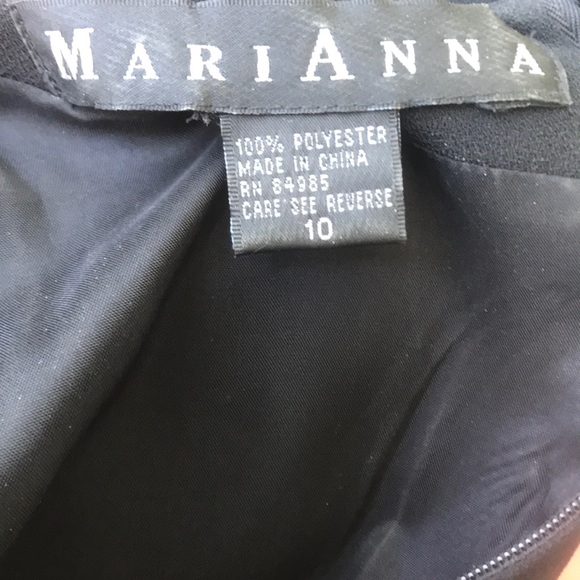 MARIANNA
100% POLYESTER
MADE IN CHINA
RN 84985
CARE SEE REVERSE
10